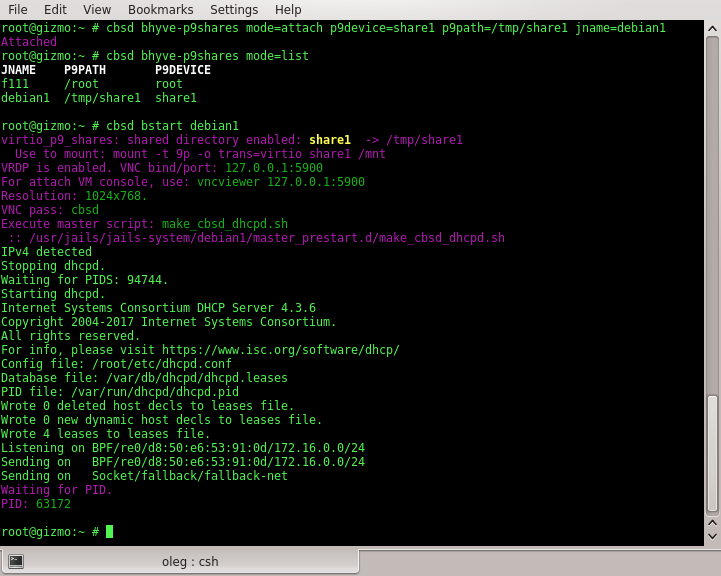 File Edit View Bookmarks Settings Help
root@gizmo:~ # cbsd bhyve-p9shares mode=attach p9device=share1 p9path=/tmp/share1 jname=debian1
Attached
root@gizmo:~ # cbsd bhyve-p9shares mode=list
JNAME    P9PATH       P9DEVICE
f111     /root        root
debian1  /tmp/share1  share1
root@gizmo:~ # cbsd bstart debian1
virtio_p9_shares: shared directory enabled: share1  -> /tmp/share1
  Use to mount: mount -t 9p -o trans=virtio share1 /mnt
VRDP is enabled. VNC bind/port: 127.0.0.1:5900
For attach VM console, use: vncviewer 127.0.0.1:5900
Resolution: 1024x768.
VNC pass: cbsd
Execute master script: make_cbsd_dhcpd.sh
 :: /usr/jails/jails-system/debian1/master_prestart.d/make_cbsd_dhcpd.sh
IPv4 detected
Stopping dhcpd.
Waiting for PIDS: 94744.
Starting dhcpd.
Internet Systems Consortium DHCP Server 4.3.6
Copyright 2004-2017 Internet Systems Consortium.
All rights reserved.
For info, please visit https://www.isc.org/software/dhcp/
Config file: /root/etc/dhcpd.conf
Database file: /var/db/dhcpd/dhcpd.leases
PID file: /var/run/dhcpd/dhcpd.pid
Wrote 0 deleted host decls to leases file.
Wrote 0 new dynamic host decls to leases file.
Wrote 4 leases to leases file.
Listening on BPF/re0/d8:50:e6:53:91:0d/172.16.0.0/24
Sending on   BPF/re0/d8:50:e6:53:91:0d/172.16.0.0/24
Sending on   Socket/fallback/fallback-net
Waiting for PID.
PID: 63172
root@gizmo:~ #
oleg : csh